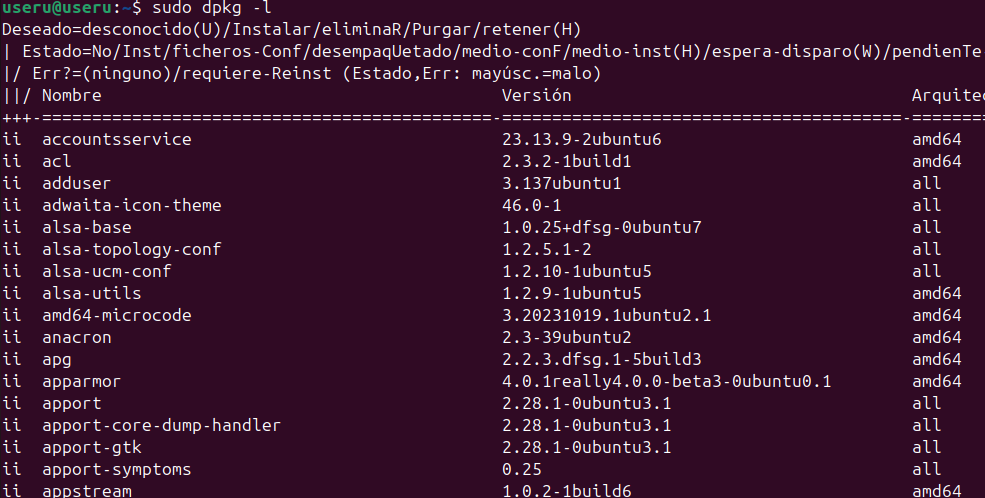 useru@useru:~$ sudo dpkg -l
Deseado=desconocido(U)/Instalar/eliminaR/Purgar/retener(H)
| Estado=No/Inst/ficheros-Conf/desempaqUetado/medio-conF/medio-inst(H)/espera-disparo(W)/pendienTe
|/ Err?=(ninguno)/requiere-Reinst (Estado,Err: mayúsc.=malo)
||/ Nombre Versión Arquitec
+++-=============================================-========================================-=======
ii accountsservice 23.13.9-2ubuntu6 amd64
ii acl 2.3.2-1build1 amd64
ii adduser 3.137ubuntu1 all
ii adwaita-icon-theme 46.0-1 all
ii alsa-base 1.0.25+dfsg-0ubuntu7 all
ii alsa-topology-conf 1.2.5.1-2 all
ii alsa-ucm-conf 1.2.10-1ubuntu5 all
ii alsa-utils 1.2.9-1ubuntu5 amd64
ii amd64-microcode 3.20231019.1ubuntu2.1 amd64
ii anacron 2.3-39ubuntu2 amd64
ii apg 2.2.3.dfsg.1-5build3 amd64
ii apparmor 4.0.1really4.0.0-beta3-0ubuntu0.1 amd64
ii apport 2.28.1-0ubuntu3.1 all
ii apport-core-dump-handler 2.28.1-0ubuntu3.1 all
ii apport-gtk 2.28.1-0ubuntu3.1 all
ii apport-symptoms 0.25 all
ii appstream 1.0.2-1build6 amd64